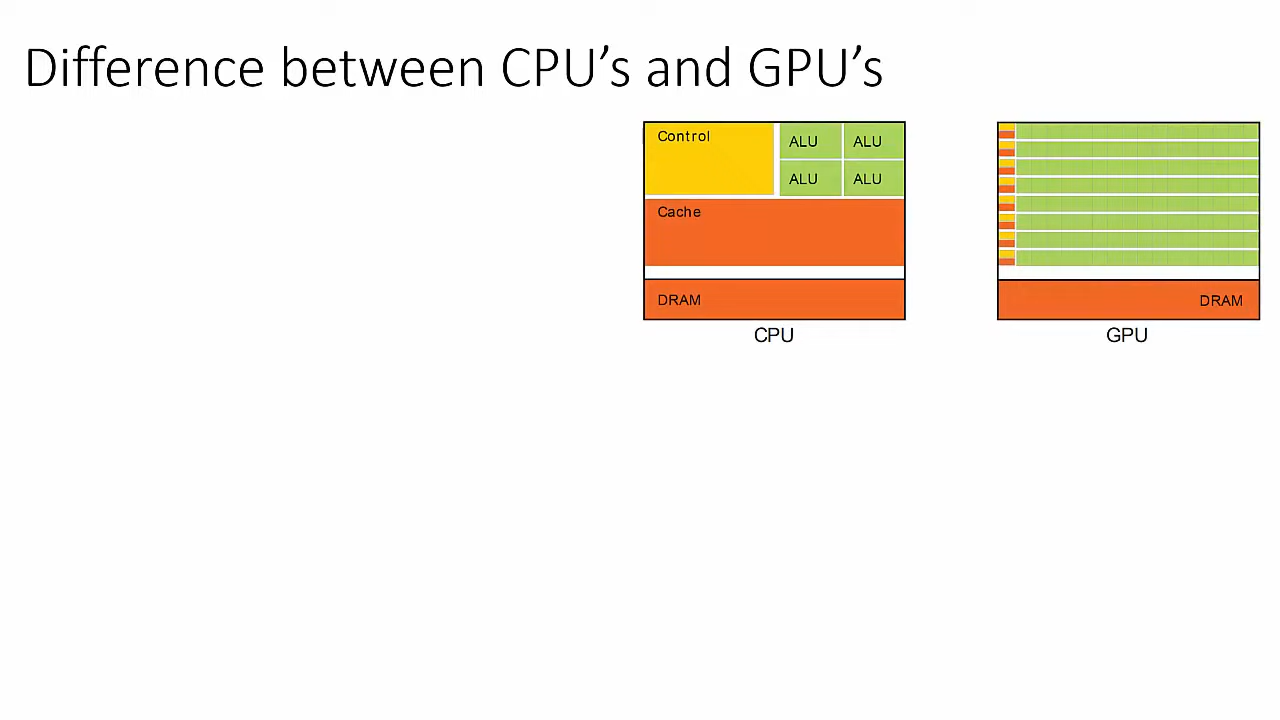 Difference between CPU’s and GPU’s
Control
ALU
ALU
ALU
ALU
Cache
DRAM
CPU
DRAM
GPU